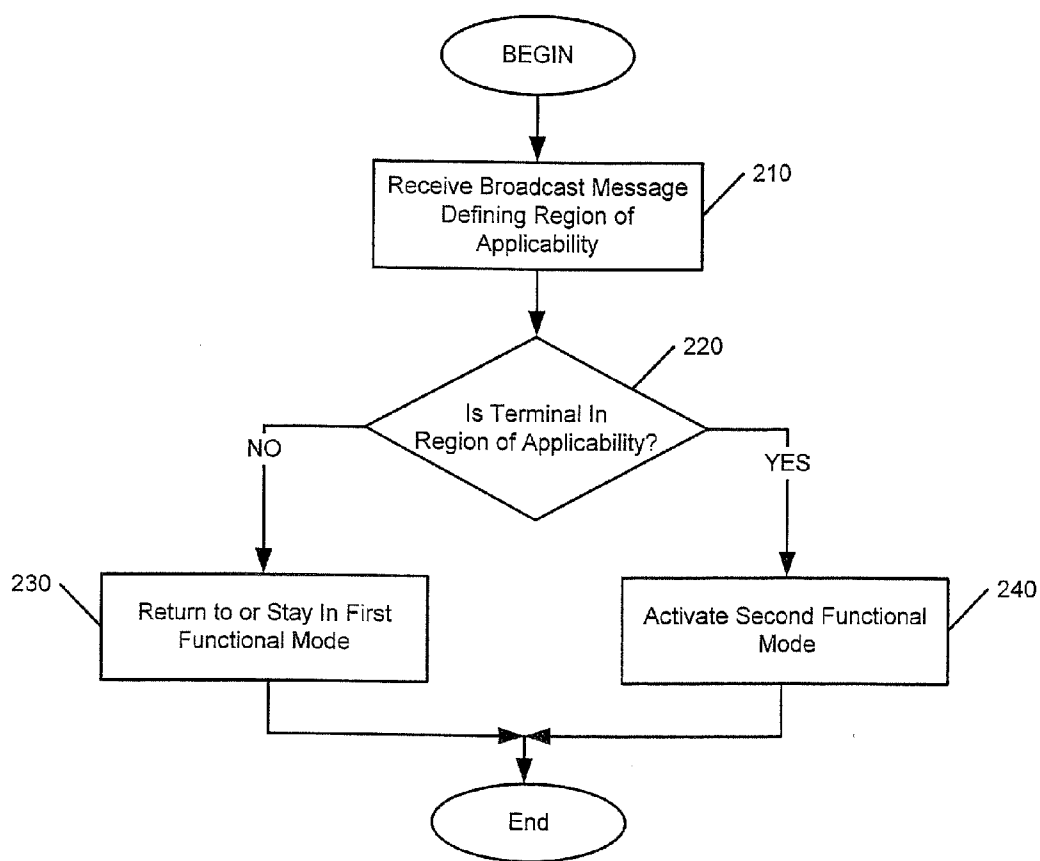 BEGIN
Receive Broadcast Message
Defining Region of
Applicability
210
Is Terminal In
Region of Applicability?
220
NO
YES
230
Return to or Stay In First
Functional Mode
Activate Second Functional
Mode
240
End